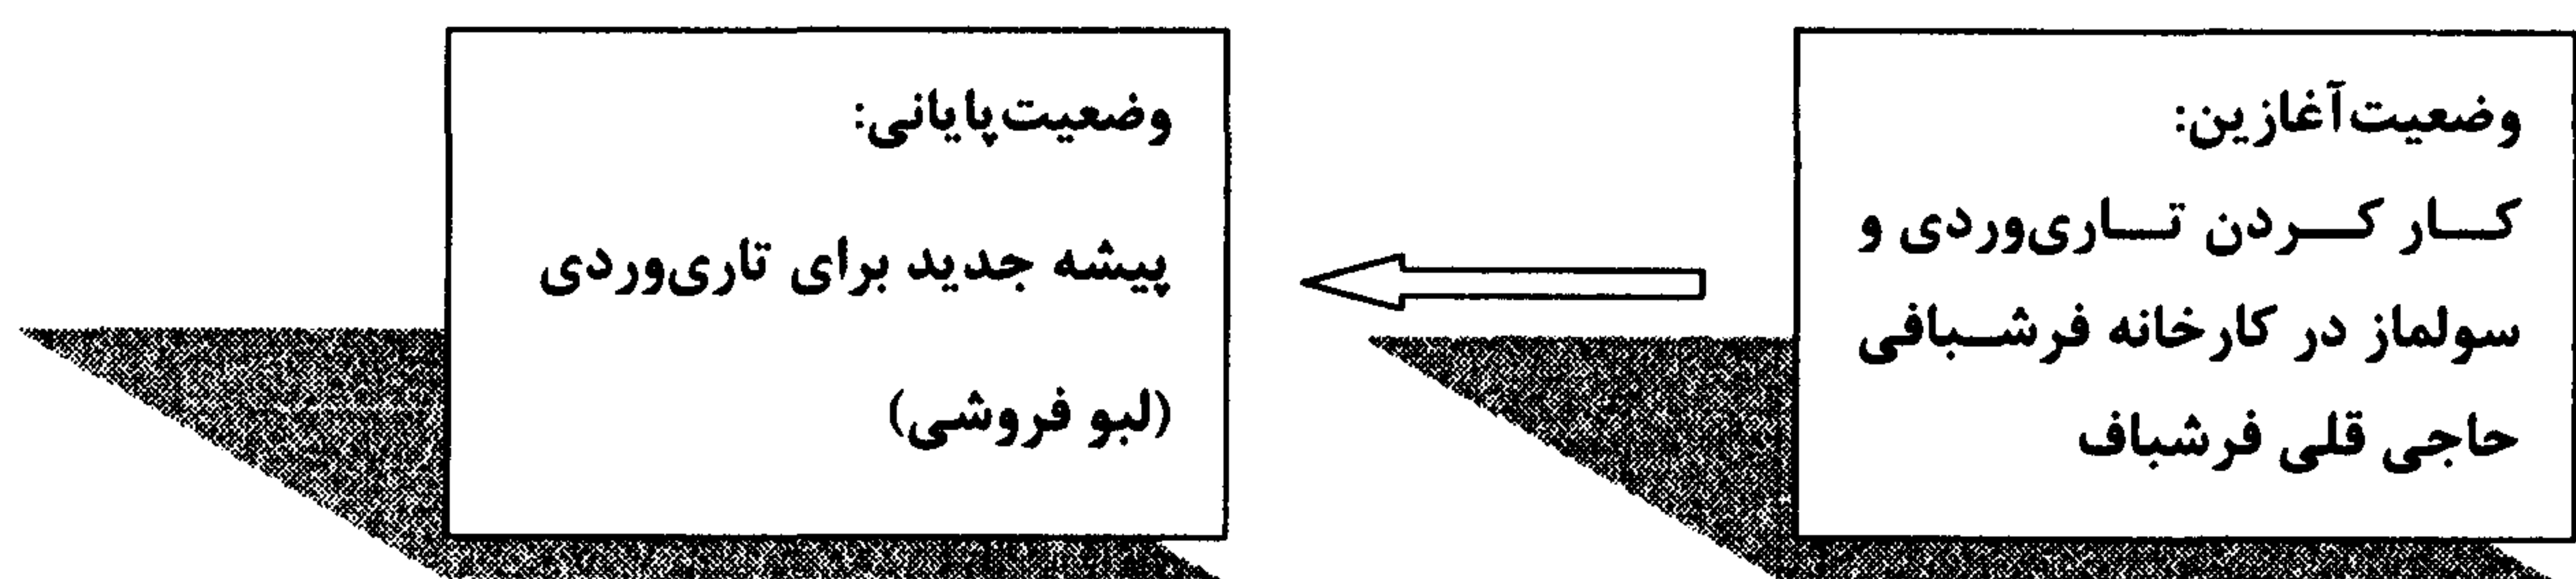 وضعیت آغازین:
کار کردن تاری‌وردی و
سولماز در کارخانه فرشبافی
حاجی قلی فرشباف
وضعیت پایانی:
پیشه جدید برای تاری‌وردی
(لبو فروشی)